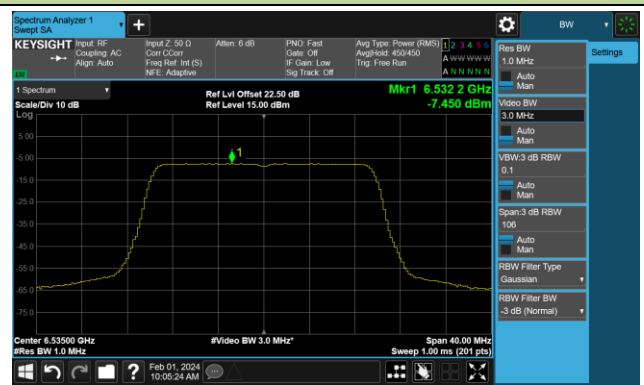 Spectrum Analyzer 1
Swept SA
BW
KEYSIGHT
Input: RF
Coupling: AC
Align: Auto
Input Z: 50 Ω
Corr CCorr
Freq Ref: Int (S)
NFE: Adaptive
Atten: 6 dB
PNO: Fast
Gate: Off
IF Gain: Low
Sig Track: Off
Avg Type: Power (RMS)
Avg|Hold: 450/450
Trig: Free Run
1 2 3 4 5 6
A W W W W W
A N N N N N
LW
1 Spectrum
Scale/Div 10 dB
Log
Ref Lvl Offset 22.50 dB
Ref Level 15.00 dBm
Mkr1 6.532 2 GHz
-7.450 dBm
1
5.00
-5.00
-15.0
-25.0
-35.0
-45.0
-55.0
-65.0
-75.0
Center 6.53500 GHz
#Res BW 1.0 MHz
#Video BW 3.0 MHz*
Span 40.00 MHz
Sweep 1.00 ms (201 pts)
Res BW
1.0 MHz
Auto
Man
Video BW
3.0 MHz
Auto
Man
VBW:3 dB RBW
0.1
Auto
Man
Span:3 dB RBW
106
Auto
Man
RBW Filter Type
Gaussian
RBW Filter BW
-3 dB (Normal)
Settings
?
Feb 01, 2024
10:05:24 AM